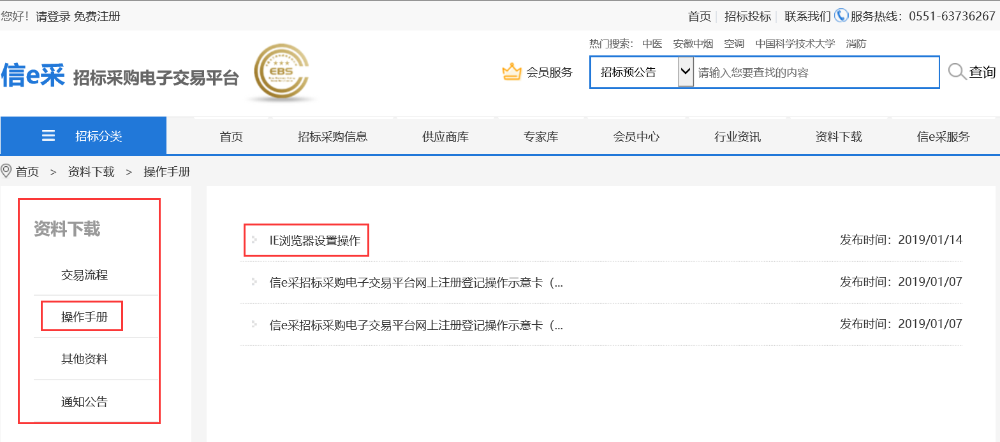 您好！请登录 免费注册
首页 招标投标 联系我们 服务热线：0551-63736267
热门搜索： 中医 安徽中烟 空调 中国科学技术大学 消防
信e采 招标采购电子交易平台
EBS
会员服务
招标预公告 请输入您要查找的内容 查询
招标分类 首页 招标采购信息 供应商库 专家库 会员中心 行业资讯 资料下载 信e采服务
首页 > 资料下载 > 操作手册
资料下载
交易流程
操作手册
其他资料
通知公告
IE浏览器设置操作 发布时间：2019/01/14
信e采招标采购电子交易平台网上注册登记操作示意卡（... 发布时间：2019/01/07
信e采招标采购电子交易平台网上注册登记操作示意卡（... 发布时间：2019/01/07